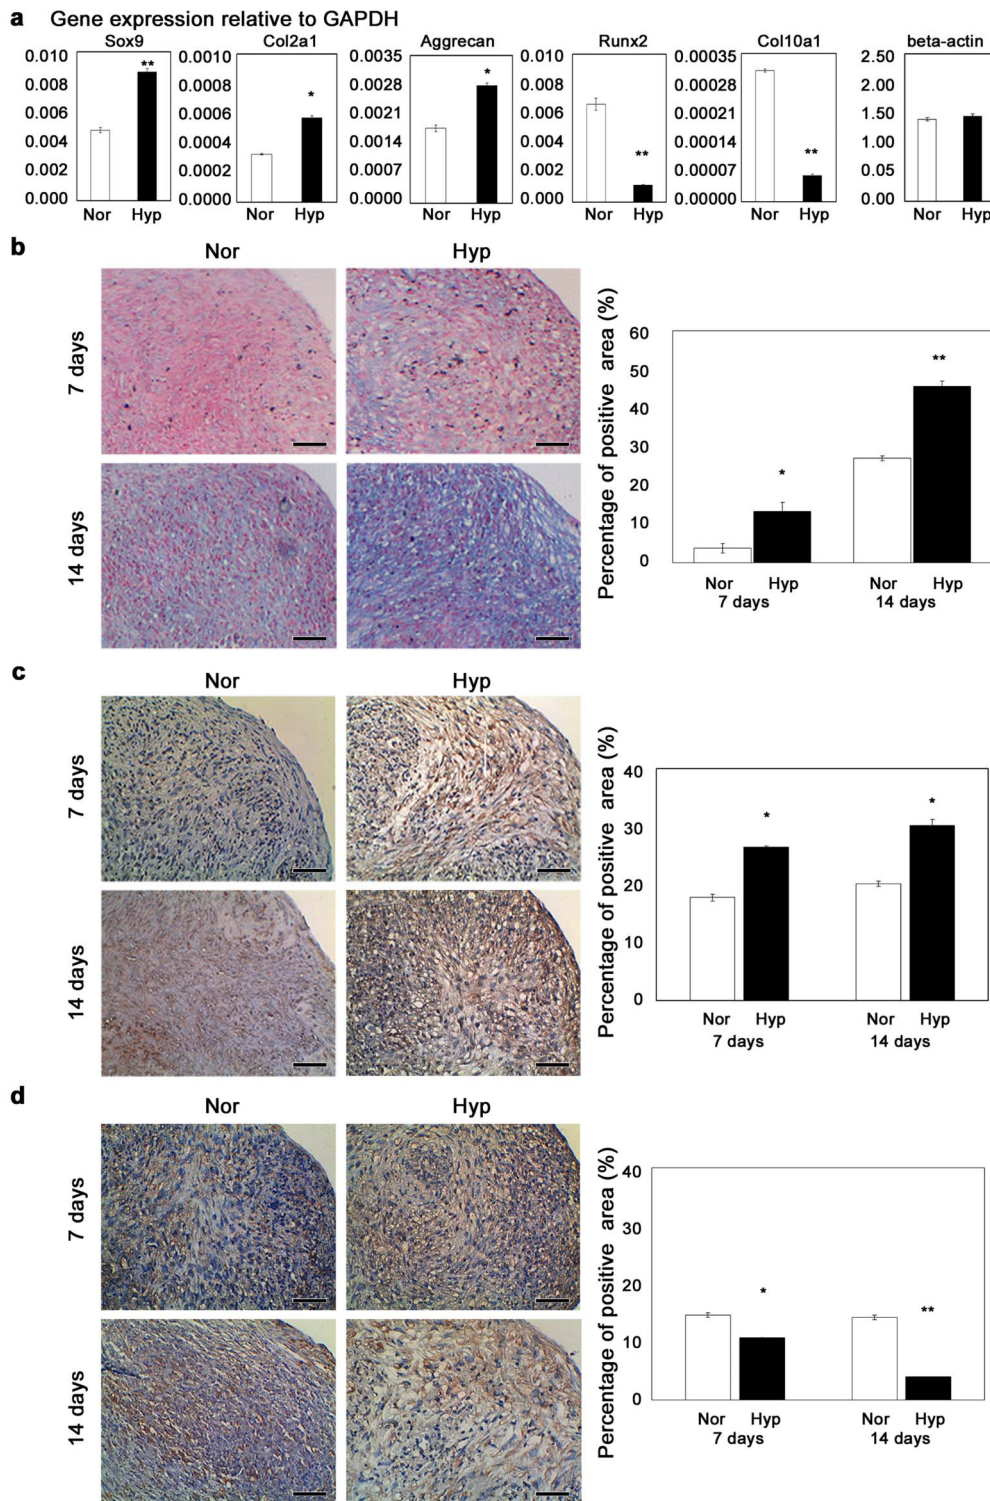 a Gene expression relative to GAPDH
Sox9 Col2a1 Aggrecan Runx2 Col10a1 beta-actin
0.010 0.0010 0.0035 0.010 0.00035 2.50
0.008 0.0008 0.0028 0.008 0.00028 2.00
0.006 0.0006 0.0021 0.006 0.00021 1.50
0.004 0.0004 0.0014 0.004 0.00014 1.00
0.002 0.0002 0.0007 0.002 0.00007 0.05
0.000 0.0000 0.0000 0.000 0.00000 0.00
** * * ** **
Nor Hyp Nor Hyp Nor Hyp Nor Hyp Nor Hyp Nor Hyp
b
Nor Hyp
7 days
14 days
Percentage of positive area (%)
60
50
40
30
20
10
0
* **
Nor Hyp Nor Hyp
7 days 14 days
c
Nor Hyp
7 days
14 days
Percentage of positive area (%)
40
30
20
10
0
* *
Nor Hyp Nor Hyp
7 days 14 days
d
Nor Hyp
7 days
14 days
Percentage of positive area (%)
40
30
20
10
0
* **
Nor Hyp Nor Hyp
7 days 14 days